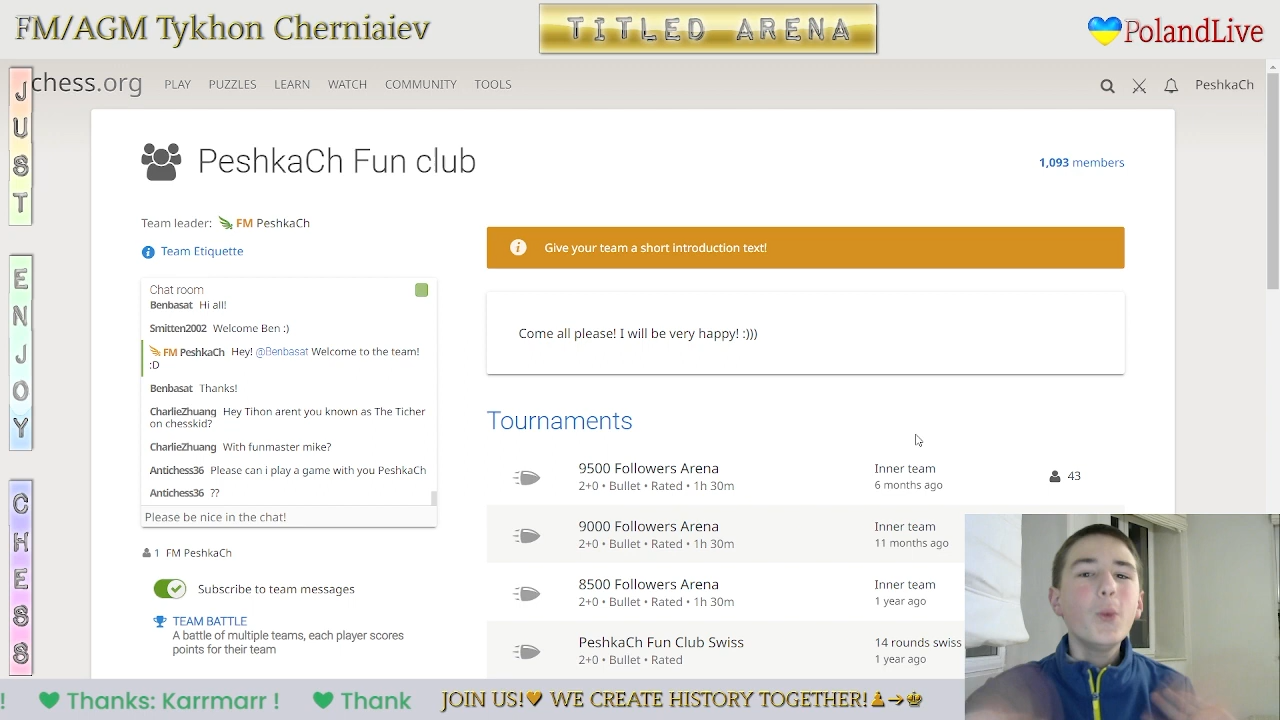 FM/AGM Tykhon Cherniaiev
TITLED ARENA
PolandLive
JUST
ENJOY
CHESS
chess.org
PLAY
PUZZLES
LEARN
WATCH
COMMUNITY
TOOLS
PeshkaCh
PeshkaCh Fun club
1,093 members
Team leader: FM PeshkaCh
Team Etiquette
Give your team a short introduction text!
Chat room
Benbasat Hi all!
Smitten2002 Welcome Ben :)
FM PeshkaCh Hey! @Benbasat Welcome to the team!
:D
Benbasat Thanks!
CharlieZhuang Hey Tihon arent you known as The Ticher
on chesskid?
CharlieZhuang With funmaster mike?
Antichess36 Please can i play a game with you PeshkaCh
Antichess36 ??
Please be nice in the chat!
1 FM PeshkaCh
Subscribe to team messages
TEAM BATTLE
A battle of multiple teams, each player scores
points for their team
Come all please! I will be very happy! :)))
Tournaments
9500 Followers Arena
2+0 • Bullet • Rated • 1h 30m
Inner team
6 months ago
43
9000 Followers Arena
2+0 • Bullet • Rated • 1h 30m
Inner team
11 months ago
8500 Followers Arena
2+0 • Bullet • Rated • 1h 30m
Inner team
1 year ago
PeshkaCh Fun Club Swiss
2+0 • Bullet • Rated
14 rounds swiss
1 year ago
! Thanks: Karrmarr ! Thank
JOIN US! WE CREATE HISTORY TOGETHER!